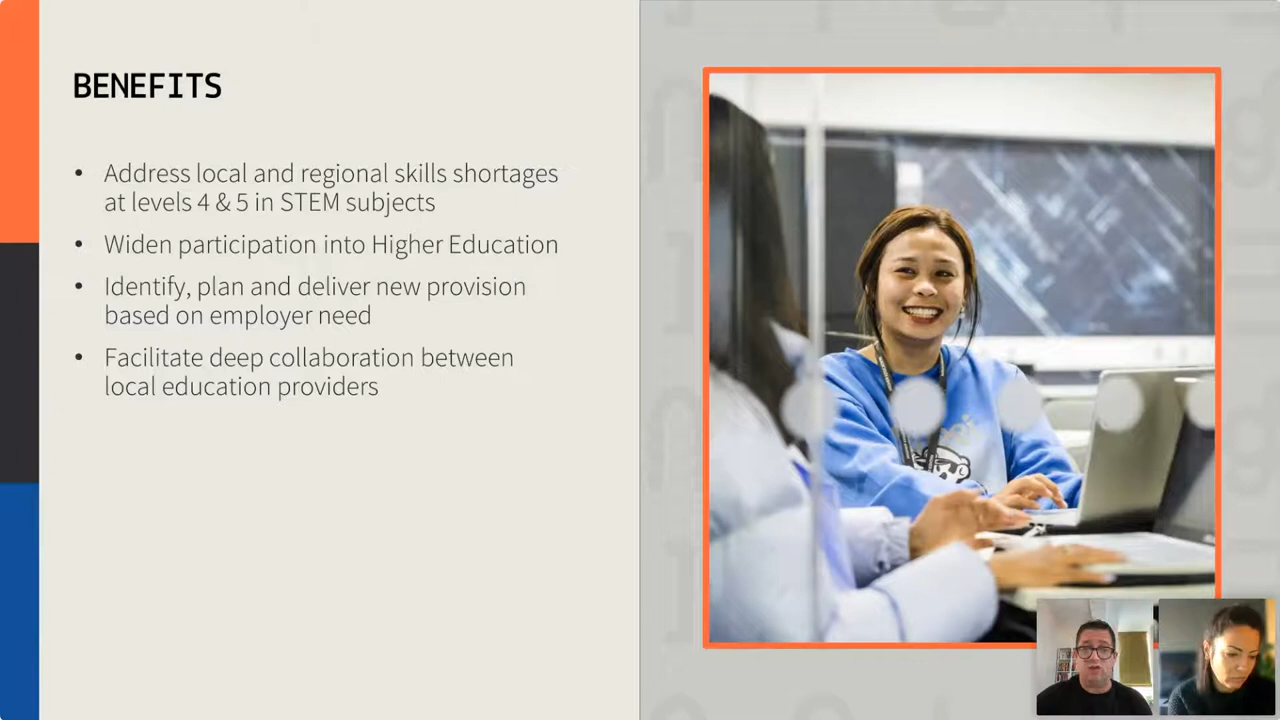 BENEFITS
• Address local and regional skills shortages
at levels 4 & 5 in STEM subjects
• Widen participation into Higher Education
• Identify, plan and deliver new provision
based on employer need
• Facilitate deep collaboration between
local education providers